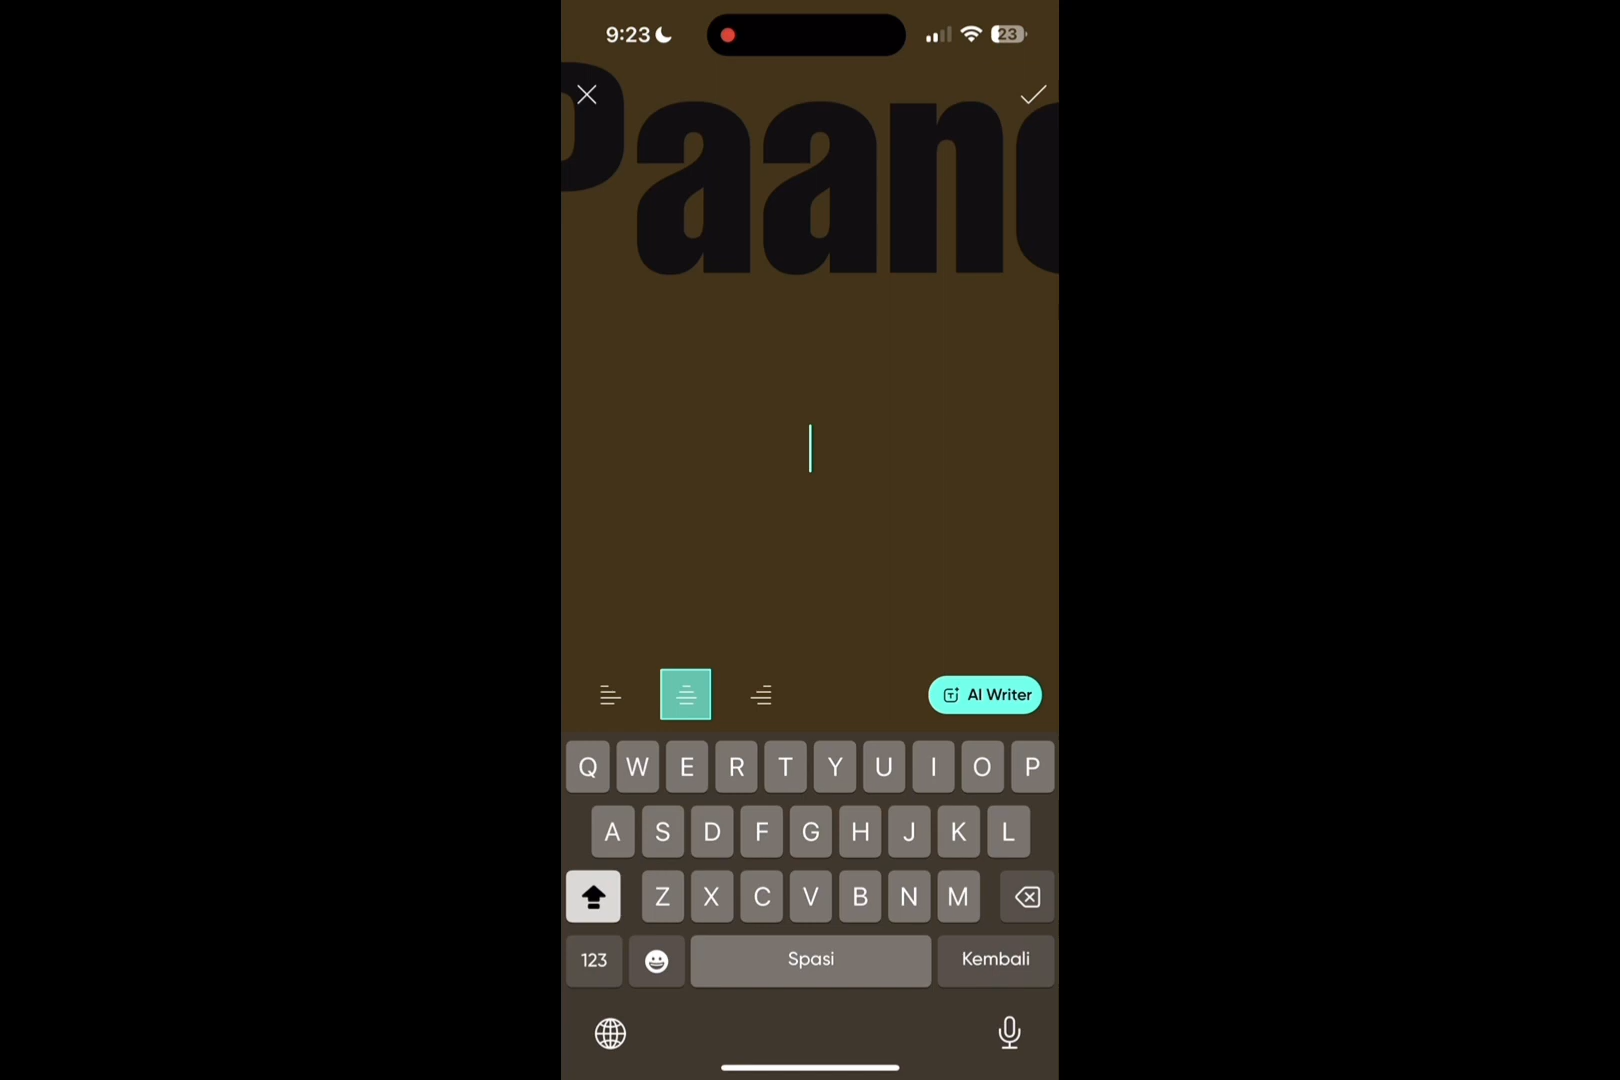 9:23
23
Paan
AI Writer
Q W E R T Y U I O P
A S D F G H J K L
Z X C V B N M
123 Spasi Kembali